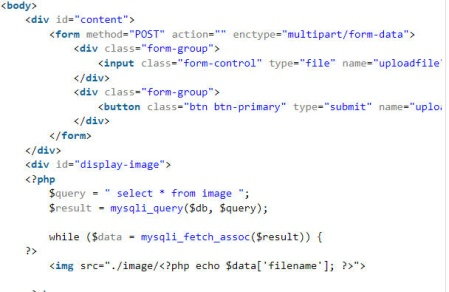 <body>
<div id="content">
<form method="POST" action="" enctype="multipart/form-data">
<div class="form-group">
<input class="form-control" type="file" name="uploadfile"
</div>
<div class="form-group">
<button class="btn btn-primary" type="submit" name="uplo
</div>
</form>
</div>
<div id="display-image">
<?php
$query = " select * from image ";
$result = mysqli_query($db, $query);
while ($data = mysqli_fetch_assoc($result)) {
?>
<img src="./image/<?php echo $data['filename']; ?>">